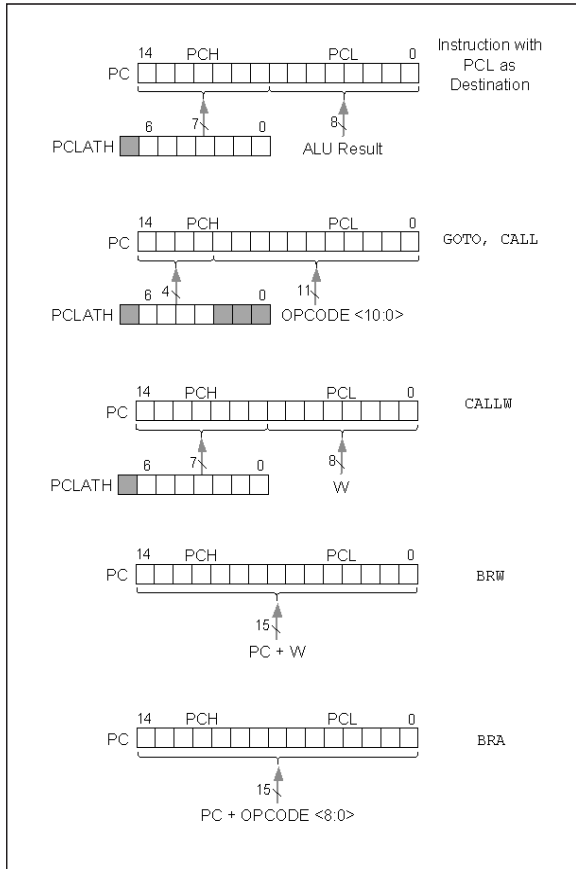 14 PCH PCL 0 Instruction with
PC PCL as
Destination
6 7 0 8
PCLATH ALU Result
14 PCH PCL 0
PC GOTO, CALL
6 4 0 11
PCLATH OPCODE <10:0>
14 PCH PCL 0
PC CALLW
6 7 0 8
PCLATH W
14 PCH PCL 0
PC BRW
15
PC + W
14 PCH PCL 0
PC BRA
15
PC + OPCODE <8:0>